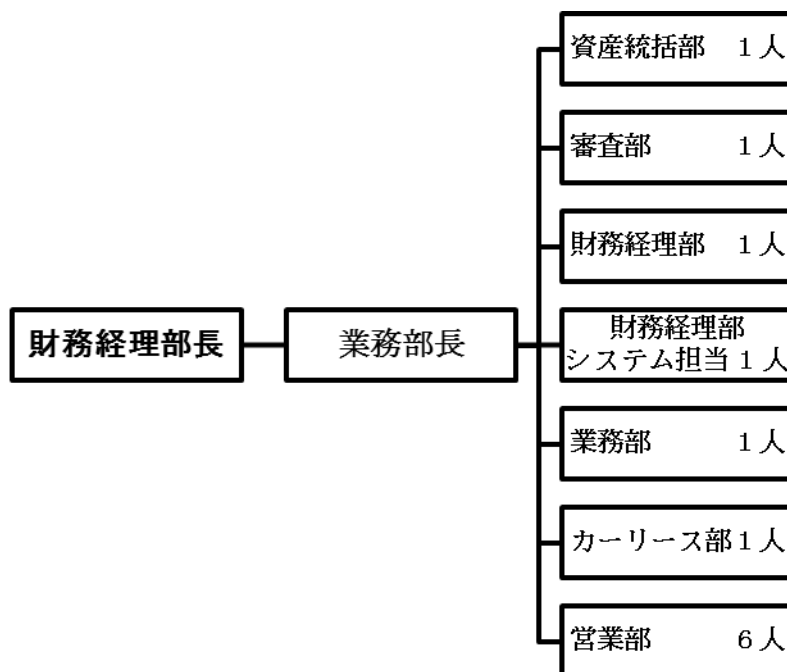 資産統括部 1人
審査部 1人
財務経理部 1人
財務経理部長
業務部長
財務経理部
システム担当1人
業務部 1人
カーリース部1人
営業部 6人